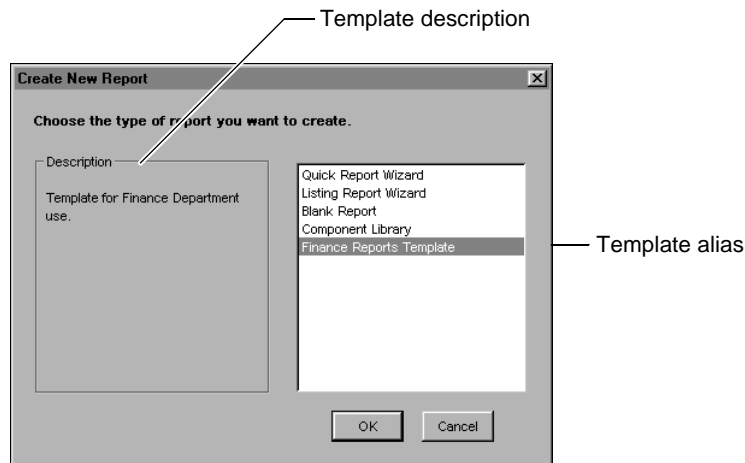 Template description
Create New Report
Choose the type of report you want to create.
Description
Template for Finance Department
use.
Quick Report Wizard
Listing Report Wizard
Blank Report
Component Library
Finance Reports Template
Template alias
OK
Cancel